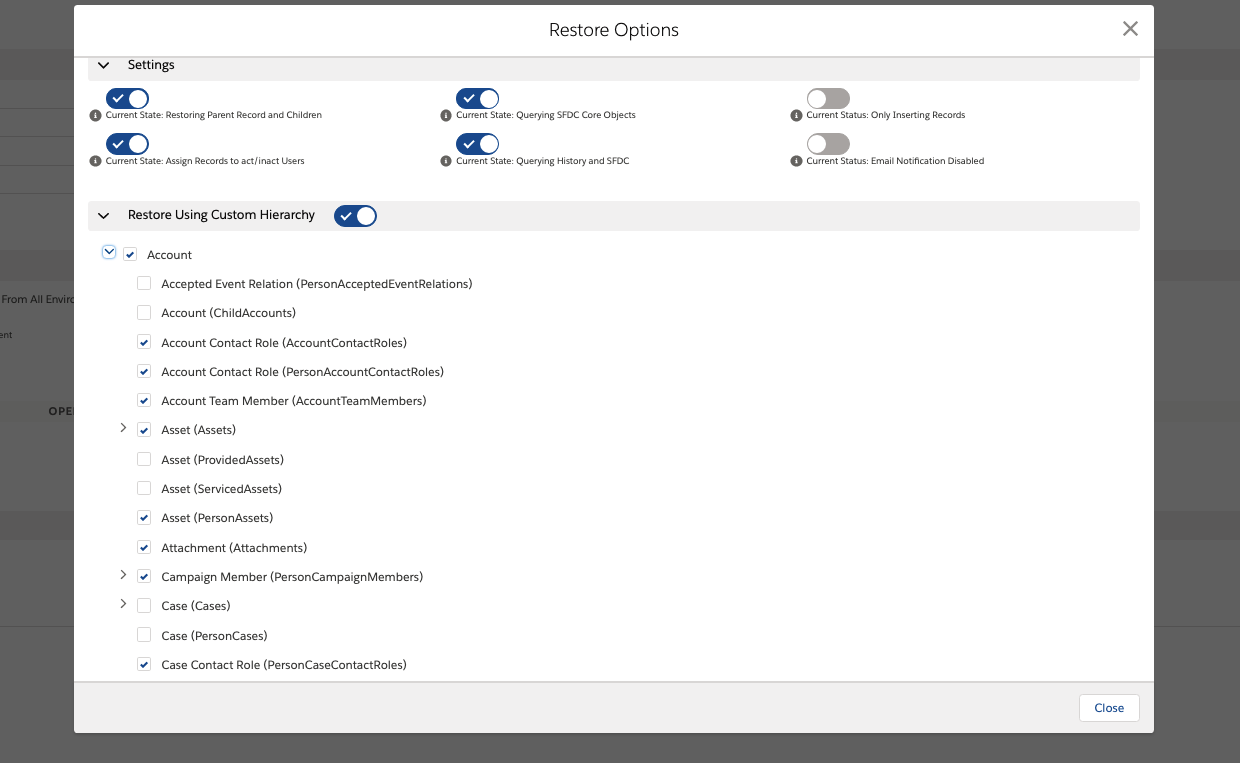 Restore Options
Settings
Current State: Restoring Parent Record and Children
Current State: Querying SFDC Core Objects
Current Status: Only Inserting Records
Current State: Assign Records to act/inact Users
Current State: Querying History and SFDC
Current Status: Email Notification Disabled
Restore Using Custom Hierarchy
Account
Accepted Event Relation (PersonAcceptedEventRelations)
From All Enviro
Account (ChildAccounts)
ent
Account Contact Role (AccountContactRoles)
Account Contact Role (PersonAccountContactRoles)
Account Team Member (AccountTeamMembers)
OPE
Asset (Assets)
Asset (ProvidedAssets)
Asset (ServicedAssets)
Asset (PersonAssets)
Attachment (Attachments)
Campaign Member (PersonCampaignMembers)
Case (Cases)
Case (PersonCases)
Case Contact Role (PersonCaseContactRoles)
Close